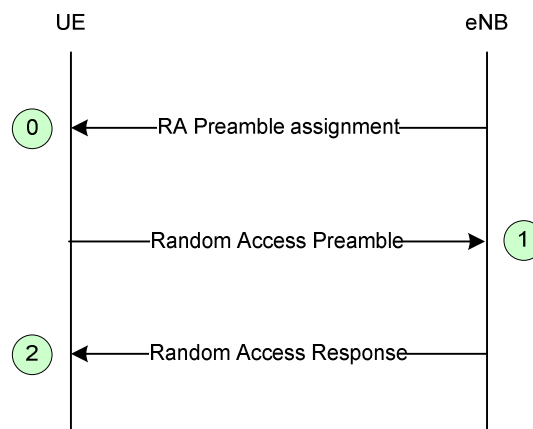 UE eNB
0 RA Preamble assignment
Random Access Preamble 1
2 Random Access Response